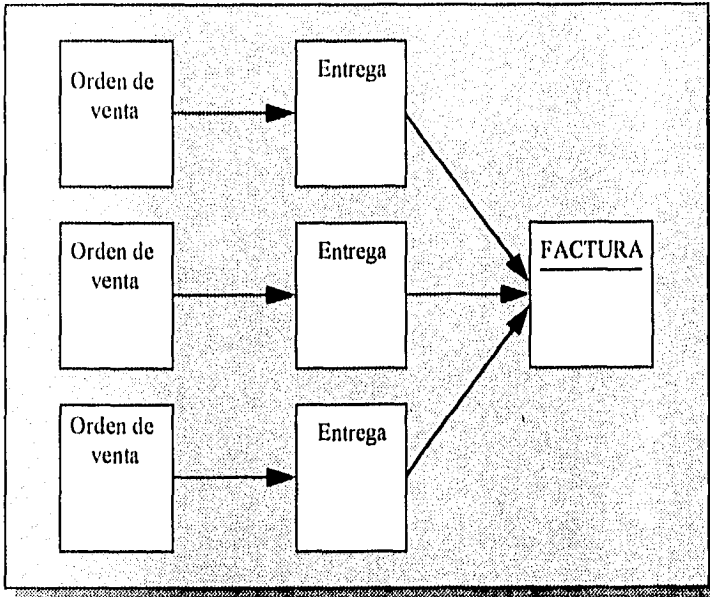 Orden de
venta
Entrega
Orden de
venta
Entrega
FACTURA
Orden de
venta
Entrega